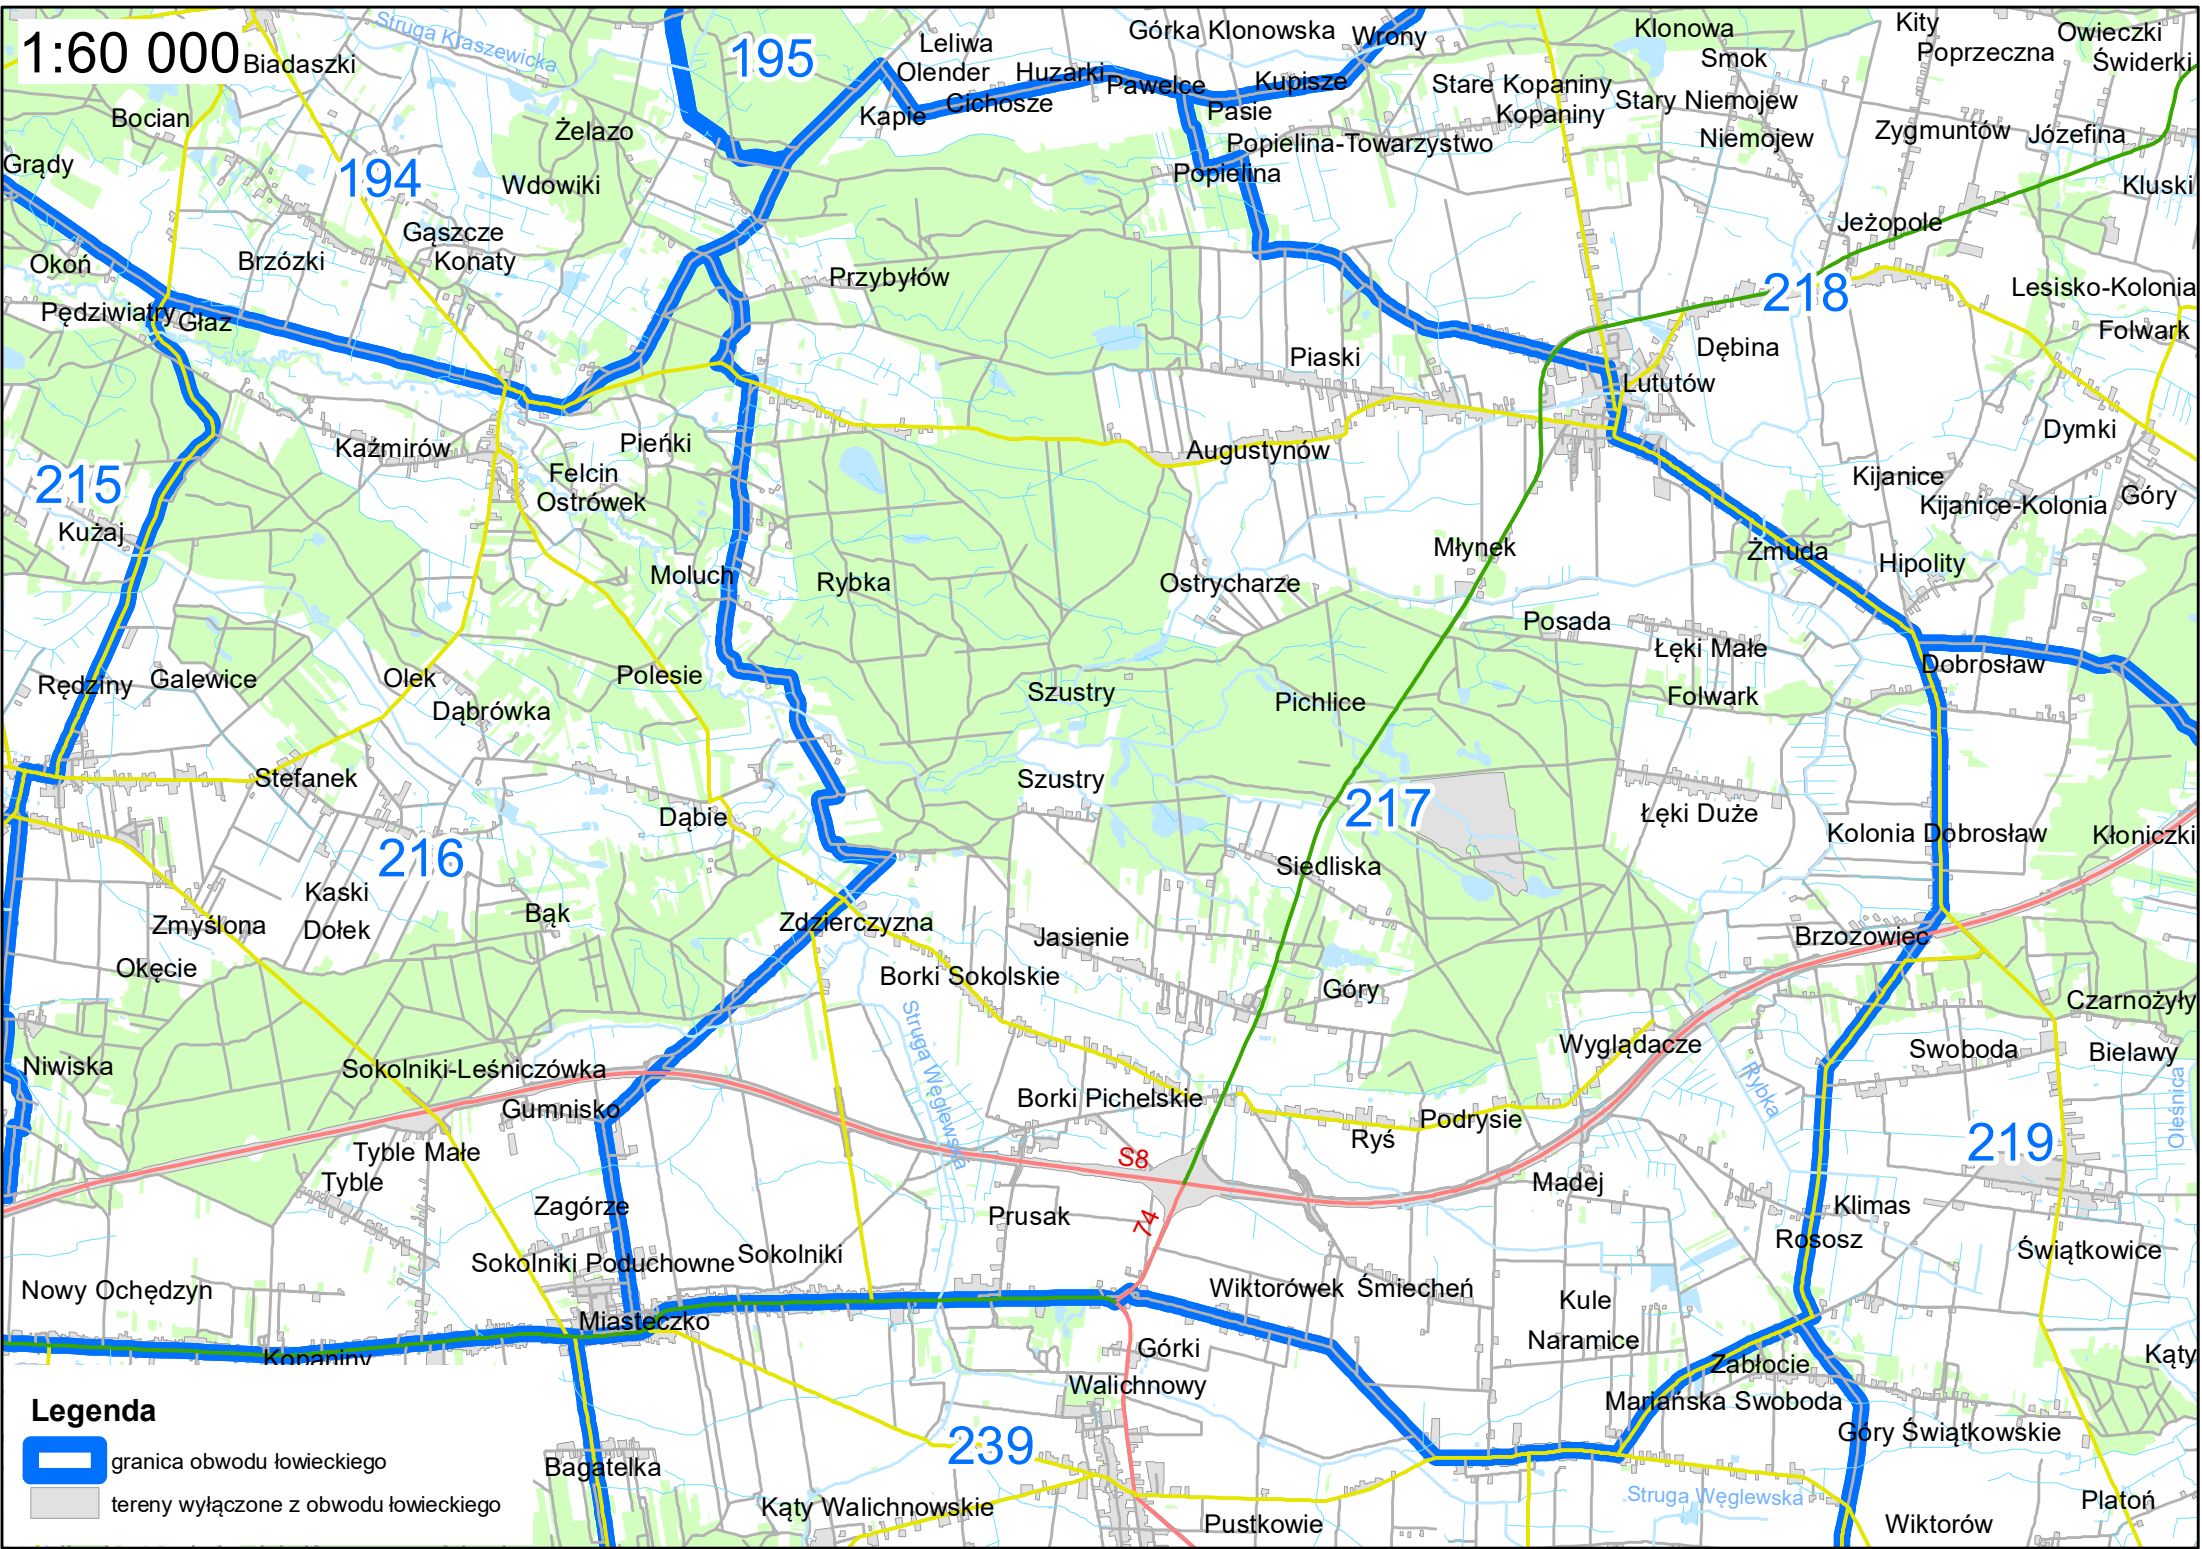 1:60 000
Biadaszki
Struga Kraszewicka
195
Leliwa
Olender
Huzarki
Cichosze
Kapie
Górka Klonowska
Wrony
Pawelce
Kupisze
Pasie
Popielina-Towarzystwo
Popielina
Klonowa
Smok
Kity
Poprzeczna
Owieczki
Świderki
Stare Kopaniny
Kopaniny
Stary Niemojew
Niemojew
Zygmuntów
Józefina
Kluski
Bocian
Grądy
194
Żelazo
Wdowiki
Gąszcze
Konaty
Brzózki
Okoń
Pędziwiatry
Głaz
Przybyłów
Jeżopole
218
Lesisko-Kolonia
Folwark
Piaski
Dębina
Lututów
Dymki
Kaźmirów
Pieńki
Felcin
Ostrówek
Augustynów
215
Kużaj
Kijanice
Kijanice-Kolonia
Góry
Młynek
Żmuda
Hipolity
Moluch
Rybka
Ostrycharze
Posada
Łęki Małe
Folwark
Dobrosław
Rędziny
Galewice
Olek
Dąbrówka
Polesie
Szustry
Pichlice
Stefanek
Szustry
217
Dąbie
Łęki Duże
Kolonia Dobrosław
Kłoniczki
216
Siedliska
Kaski
Dołek
Zmyślona
Bąk
Zdzierczyzna
Jasienie
Brzozowiec
Okęcie
Borki Sokolskie
Góry
Czarnożyły
Struga Węglewska
Niwiska
Sokolniki-Leśniczówka
Gumnisko
Wyglądacze
Swoboda
Bielawy
Rybka
Oleśnica
Borki Pichelskie
Ryś
Podrysie
Tyble Małe
Tyble
S8
219
Zagórze
Prusak
74
Madej
Klimas
Rososz
Świątkowice
Sokolniki Poduchowne
Sokolniki
Nowy Ochędzyn
Wiktorówek
Śmiecheń
Kule
Naramice
Miasteczko
Kopaniny
Górki
Walichnowy
Zabłocie
Kąty
Mariańska Swoboda
Góry Świątkowskie
239
Bagatelka
Kąty Walichnowskie
Pustkowie
Struga Węglewska
Wiktorów
Platoń
Legenda
granica obwodu łowieckiego
tereny wyłączone z obwodu łowieckiego